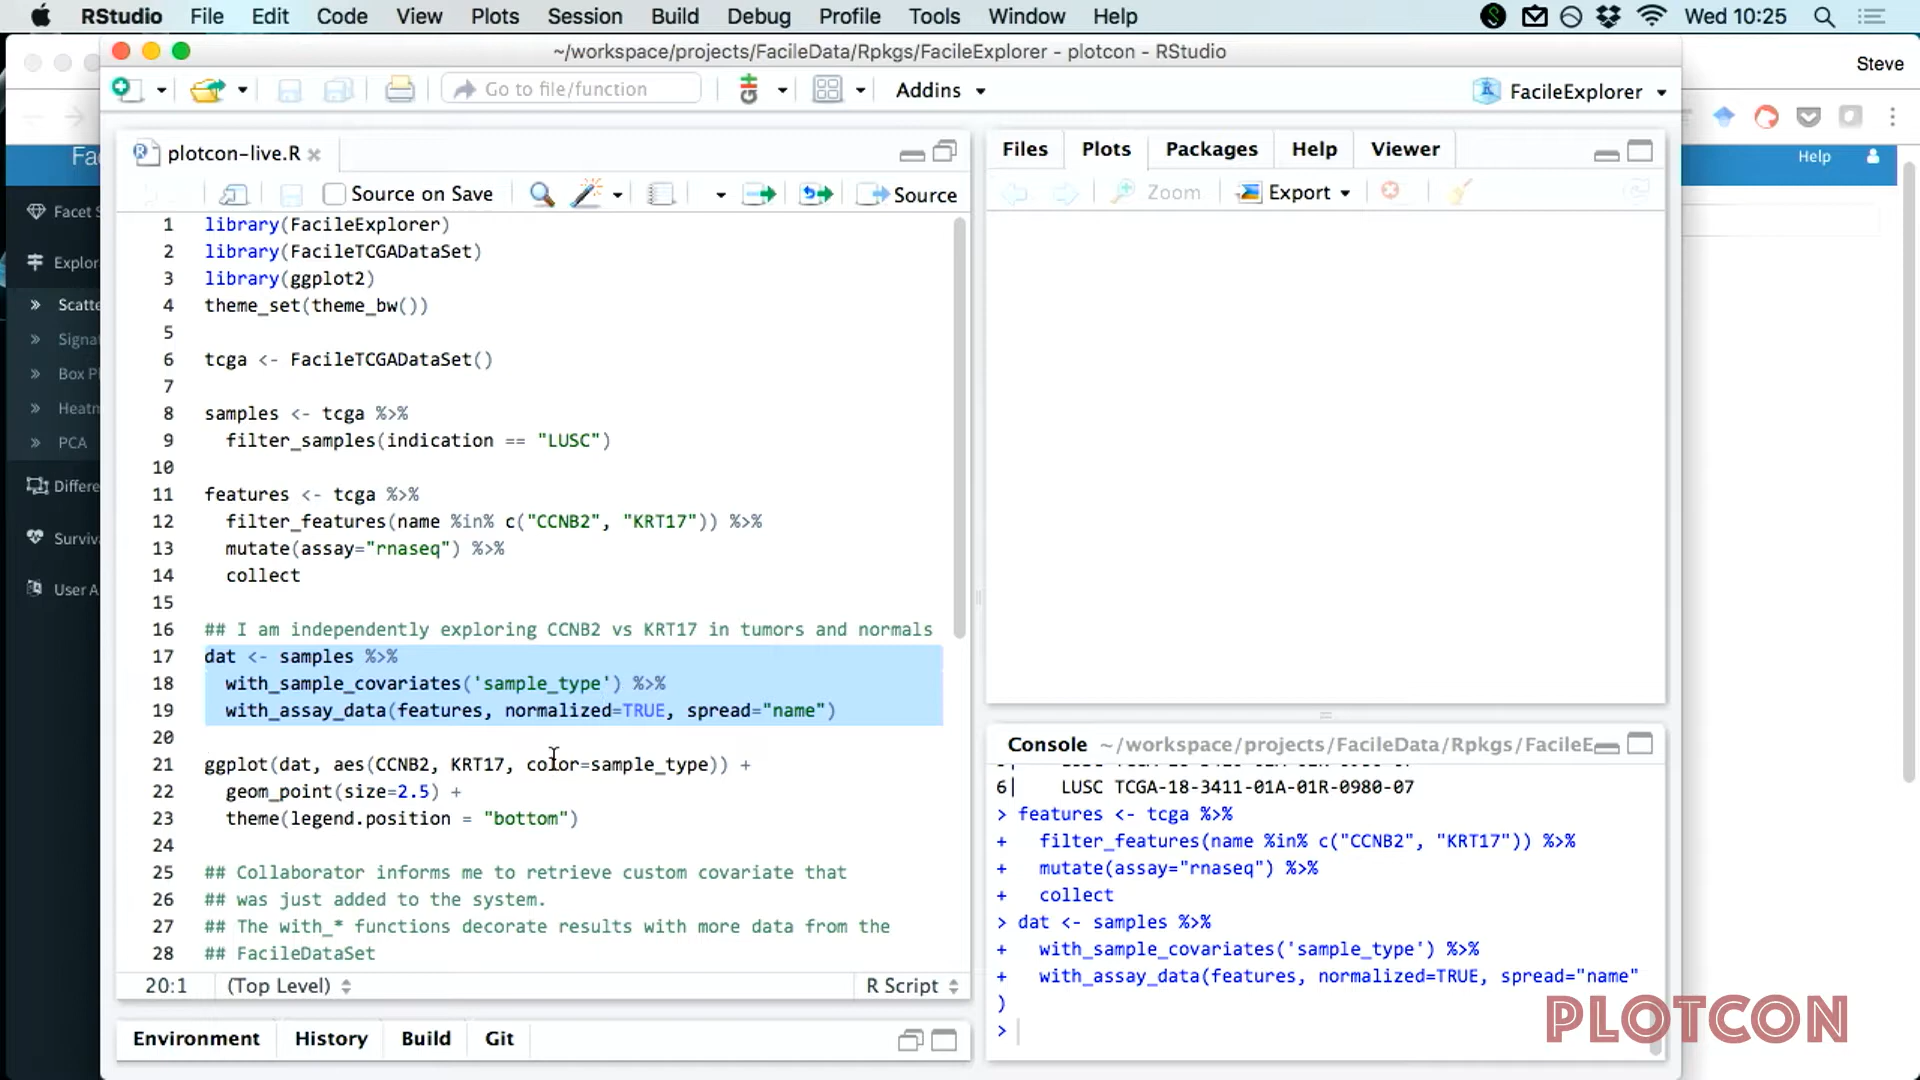 RStudio File Edit Code View Plots Session Build Debug Profile Tools Window Help Wed 10:25
~/workspace/projects/FacileData/Rpkgs/FacileExplorer - plotcon - RStudio
Steve
Go to file/function Addins FacileExplorer
plotcon-live.R
Source on Save Source
1 library(FacileExplorer)
2 library(FacileTCGADataSet)
3 library(ggplot2)
4 theme_set(theme_bw())
5
6 tcga <- FacileTCGADataSet()
7
8 samples <- tcga %>%
9 filter_samples(indication == "LUSC")
10
11 features <- tcga %>%
12 filter_features(name %in% c("CCNB2", "KRT17")) %>%
13 mutate(assay="rnaseq") %>%
14 collect
15
16 ## I am independently exploring CCNB2 vs KRT17 in tumors and normals
17 dat <- samples %>%
18 with_sample_covariates('sample_type') %>%
19 with_assay_data(features, normalized=TRUE, spread="name")
20
21 ggplot(dat, aes(CCNB2, KRT17, color=sample_type)) +
22 geom_point(size=2.5) +
23 theme(legend.position = "bottom")
24
25 ## Collaborator informs me to retrieve custom covariate that
26 ## was just added to the system.
27 ## The with_* functions decorate results with more data from the
28 ## FacileDataSet
20:1 (Top Level) R Script
Environment History Build Git
Files Plots Packages Help Viewer
Zoom Export
Console ~/workspace/projects/FacileData/Rpkgs/FacileE
6| LUSC TCGA-18-3411-01A-01R-0980-07
> features <- tcga %>%
+ filter_features(name %in% c("CCNB2", "KRT17")) %>%
+ mutate(assay="rnaseq") %>%
+ collect
> dat <- samples %>%
+ with_sample_covariates('sample_type') %>%
+ with_assay_data(features, normalized=TRUE, spread="name"
)
>
Fa
Facet S
Explor
Scatte
Signat
Box Pl
Heatm
PCA
Differe
Surviva
User A
Help
PLOTCON